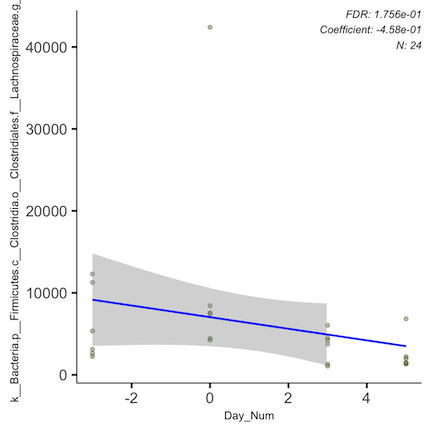 FDR: 1.756e-01
Coefficient: -4.58e-01
N: 24
k__Bacteria.p__Firmicutes.c__Clostridia.o__Clostridiales.f__Lachnospiraceae.g_
40000
30000
20000
10000
0
-2 0 2 4
Day_Num